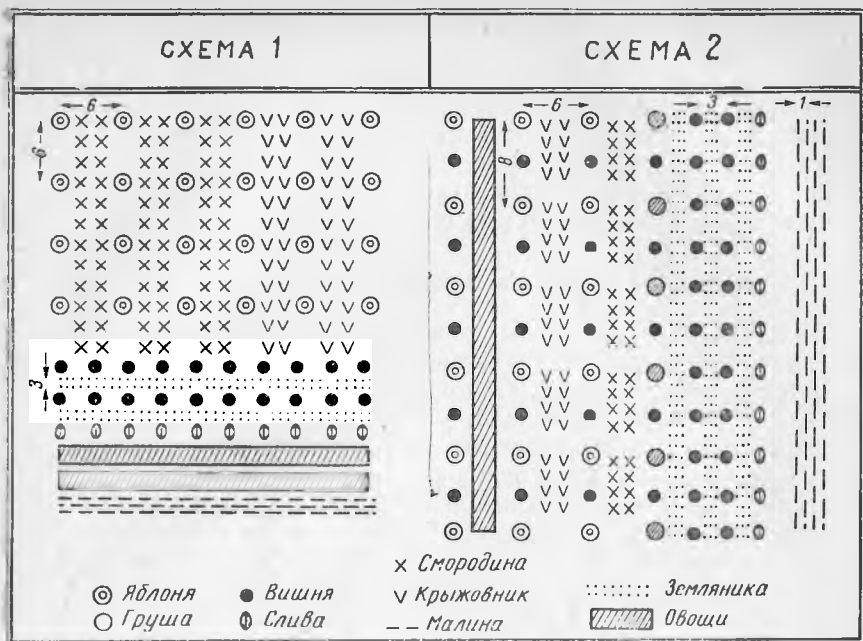 СХЕМА 1
СХЕМА 2
6
6
3
6
8
3
1
Яблоня
Груша
Вишня
Слива
Смородина
Крыжовник
Малина
Земляника
Овощи